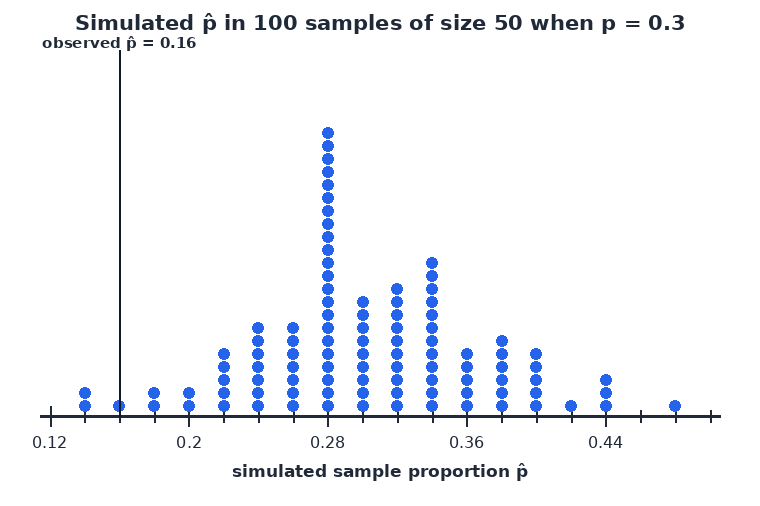 Simulated p̂ in 100 samples of size 50 when p = 0.3
observed p̂ = 0.16
0.12 0.2 0.28 0.36 0.44
simulated sample proportion p̂